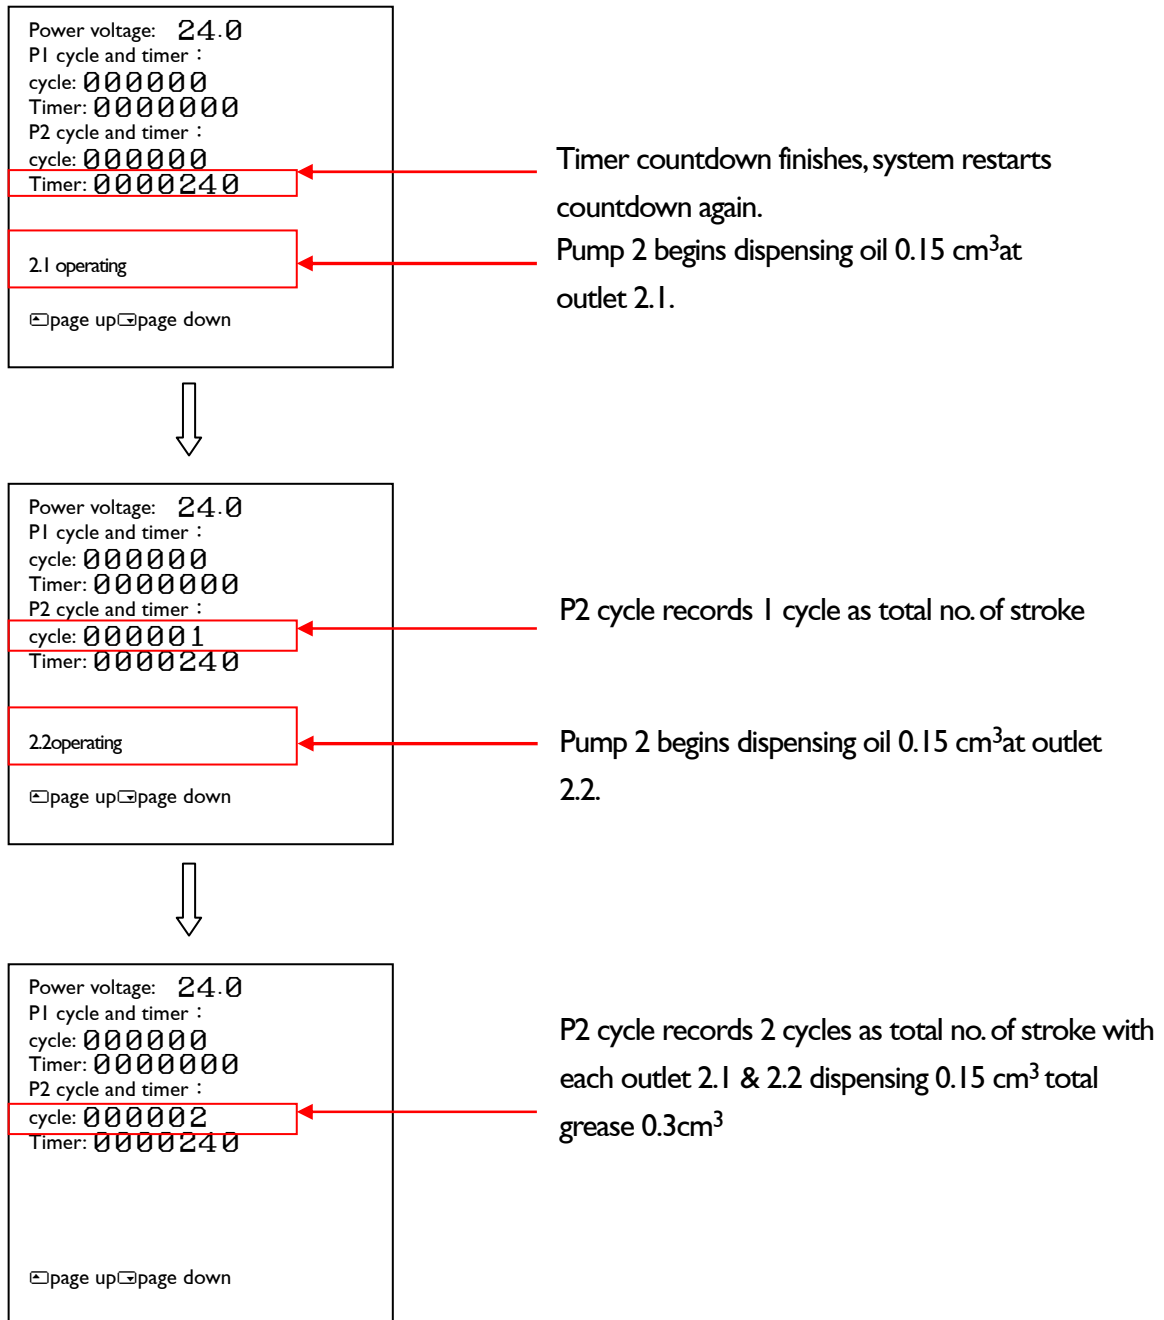 Power voltage: 24.0
P1 cycle and timer：
cycle: 000000
Timer: 0000000
P2 cycle and timer：
cycle: 000000
Timer: 0000240
2.1 operating
page up page down
Timer countdown finishes, system restarts
countdown again.
Pump 2 begins dispensing oil 0.15 cm³at
outlet 2.1.
Power voltage: 24.0
P1 cycle and timer：
cycle: 000000
Timer: 0000000
P2 cycle and timer：
cycle: 000001
Timer: 0000240
2.2operating
page up page down
P2 cycle records 1 cycle as total no. of stroke
Pump 2 begins dispensing oil 0.15 cm³at outlet
2.2.
Power voltage: 24.0
P1 cycle and timer：
cycle: 000000
Timer: 0000000
P2 cycle and timer：
cycle: 000002
Timer: 0000240
page up page down
P2 cycle records 2 cycles as total no. of stroke with
each outlet 2.1 & 2.2 dispensing 0.15 cm³ total
grease 0.3cm³